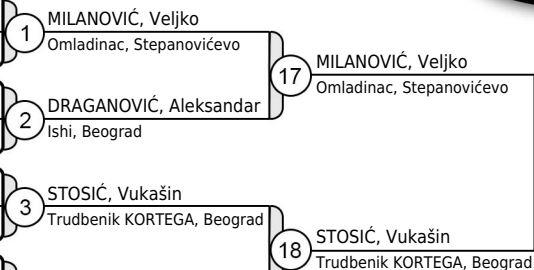 1
MILANOVIĆ, Veljko
Omladinac, Stepanovićevo
17
MILANOVIĆ, Veljko
Omladinac, Stepanovićevo
2
DRAGANOVIĆ, Aleksandar
Ishi, Beograd
3
STOSIĆ, Vukašin
Trudbenik KORTEGA, Beograd
18
STOSIĆ, Vukašin
Trudbenik KORTEGA, Beograd